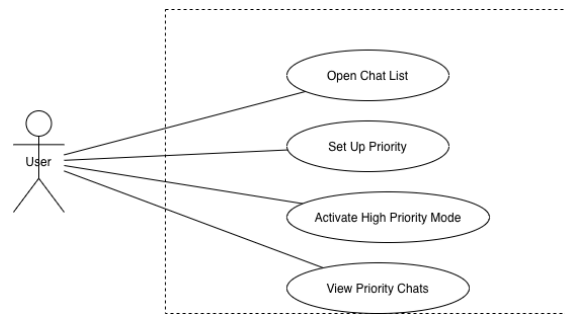 Open Chat List
Set Up Priority
User
Activate High Priority Mode
View Priority Chats